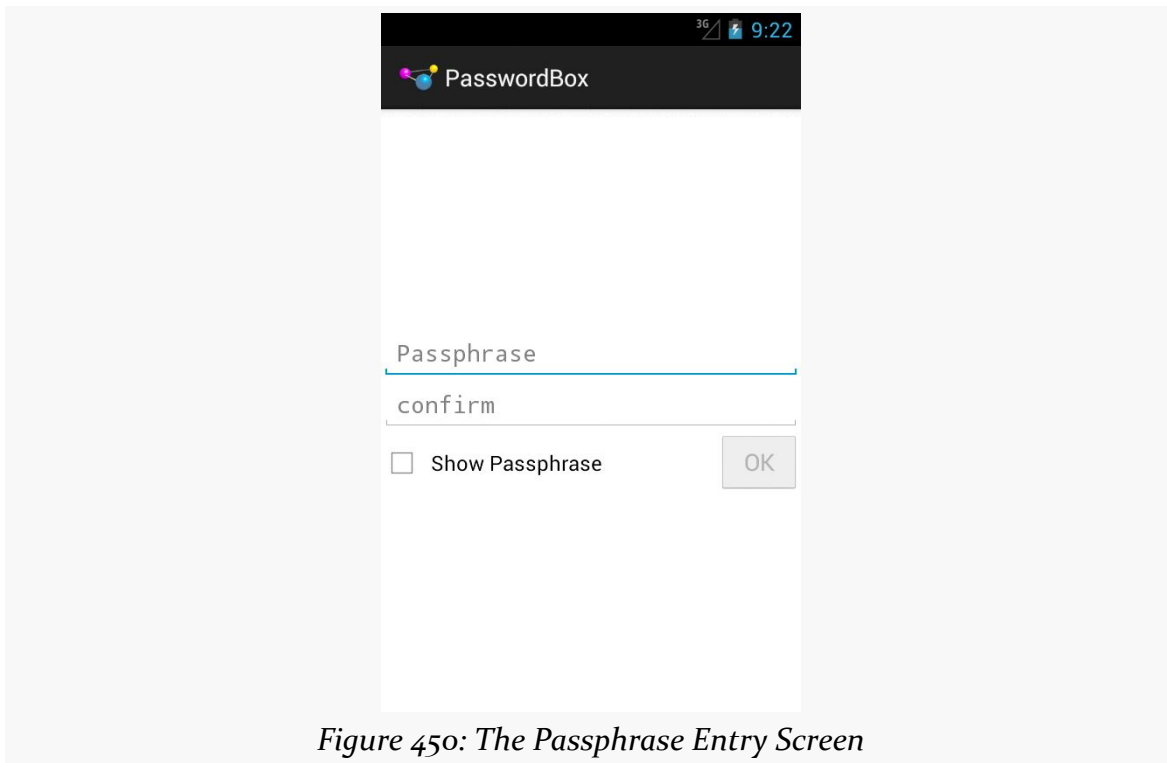 3G 9:22
PasswordBox
Passphrase
confirm
Show Passphrase OK
Figure 450: The Passphrase Entry Screen